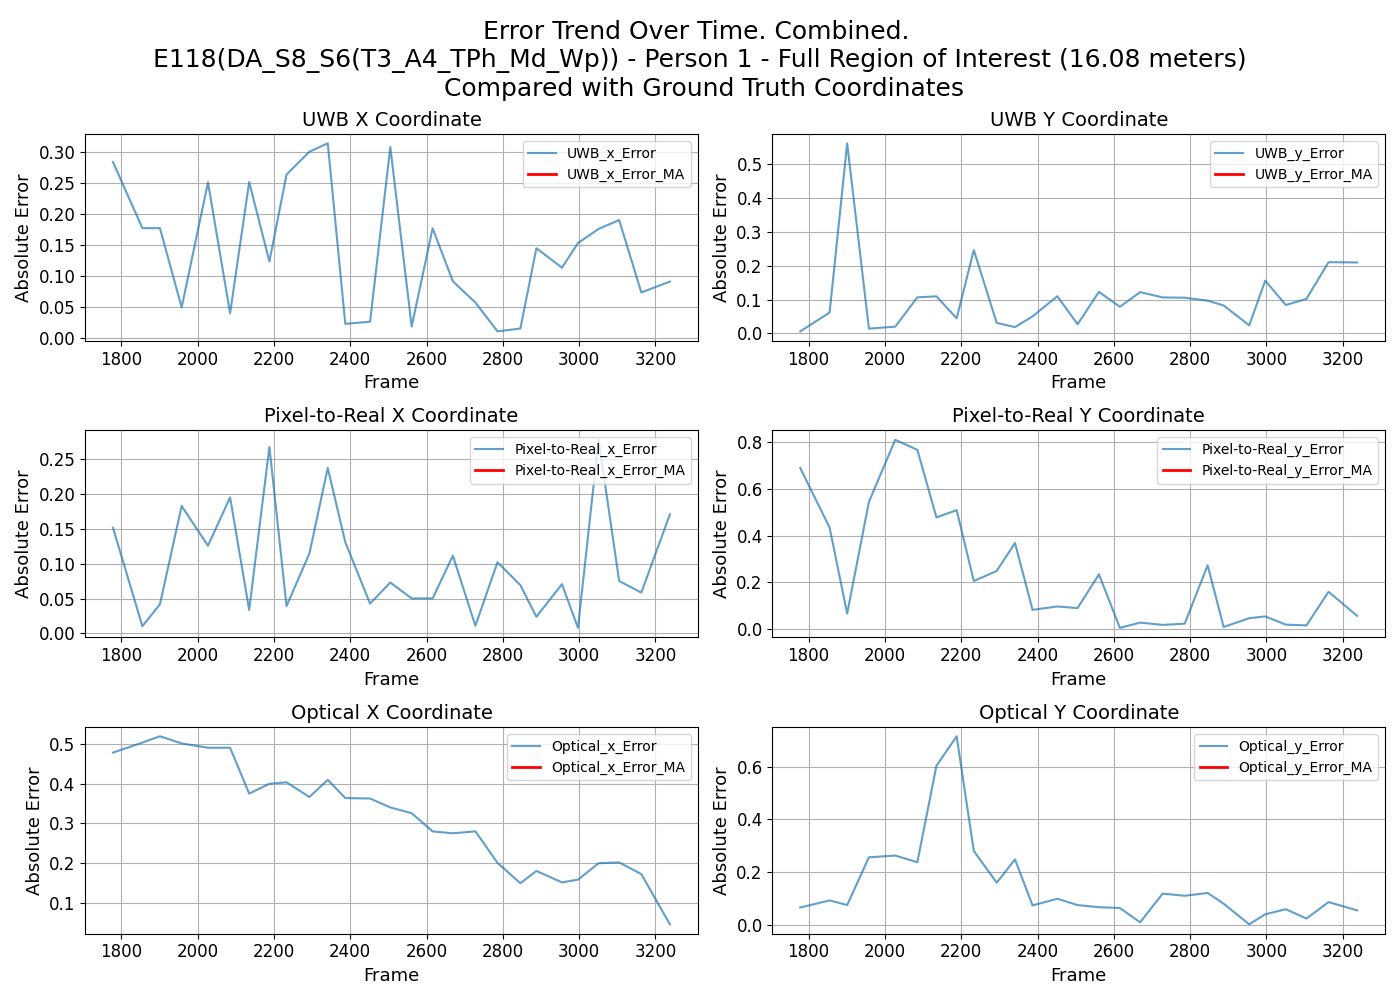 Error Trend Over Time. Combined.
E118(DA_S8_S6(T3_A4_TPh_Md_Wp)) - Person 1 - Full Region of Interest (16.08 meters)
Compared with Ground Truth Coordinates
UWB X Coordinate
Absolute Error
0.30
0.25
0.20
0.15
0.10
0.05
0.00
UWB_x_Error
UWB_x_Error_MA
1800 2000 2200 2400 2600 2800 3000 3200
Frame
UWB Y Coordinate
Absolute Error
0.5
0.4
0.3
0.2
0.1
0.0
UWB_y_Error
UWB_y_Error_MA
1800 2000 2200 2400 2600 2800 3000 3200
Frame
Pixel-to-Real X Coordinate
Absolute Error
0.25
0.20
0.15
0.10
0.05
0.00
Pixel-to-Real_x_Error
Pixel-to-Real_x_Error_MA
1800 2000 2200 2400 2600 2800 3000 3200
Frame
Pixel-to-Real Y Coordinate
Absolute Error
0.8
0.6
0.4
0.2
0.0
Pixel-to-Real_y_Error
Pixel-to-Real_y_Error_MA
1800 2000 2200 2400 2600 2800 3000 3200
Frame
Optical X Coordinate
Absolute Error
0.5
0.4
0.3
0.2
0.1
Optical_x_Error
Optical_x_Error_MA
1800 2000 2200 2400 2600 2800 3000 3200
Frame
Optical Y Coordinate
Absolute Error
0.6
0.4
0.2
0.0
Optical_y_Error
Optical_y_Error_MA
1800 2000 2200 2400 2600 2800 3000 3200
Frame